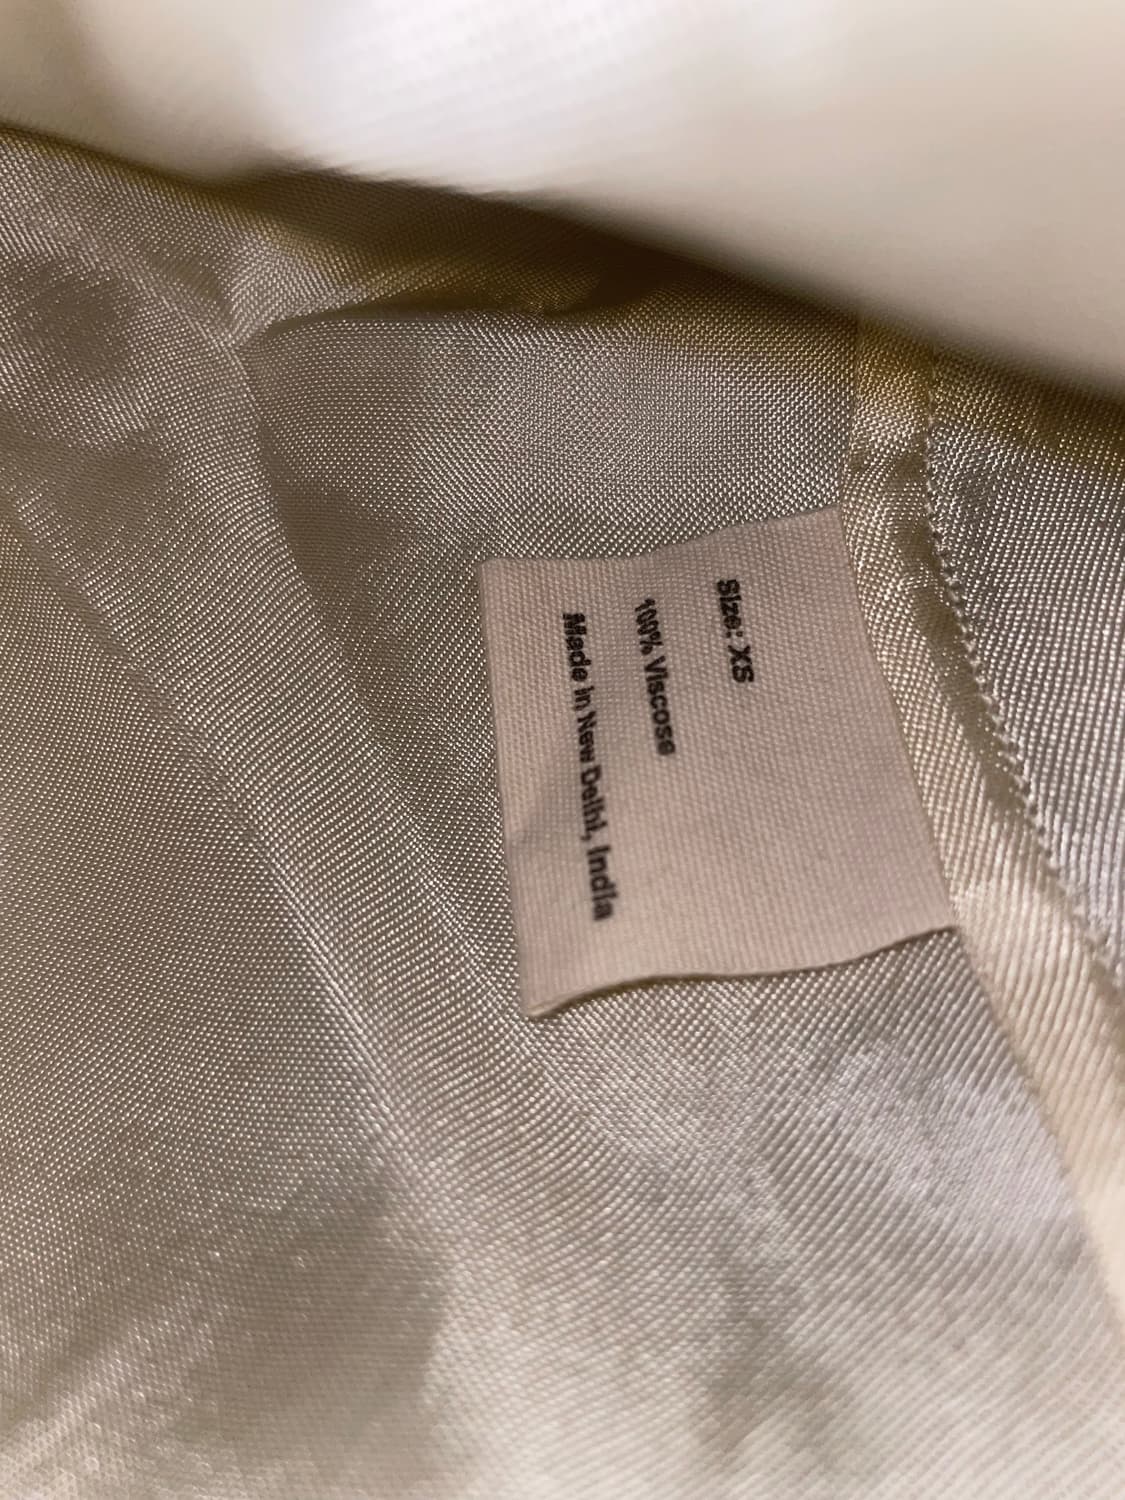 Size: XS
100% Viscose
Made in New Delhi, India